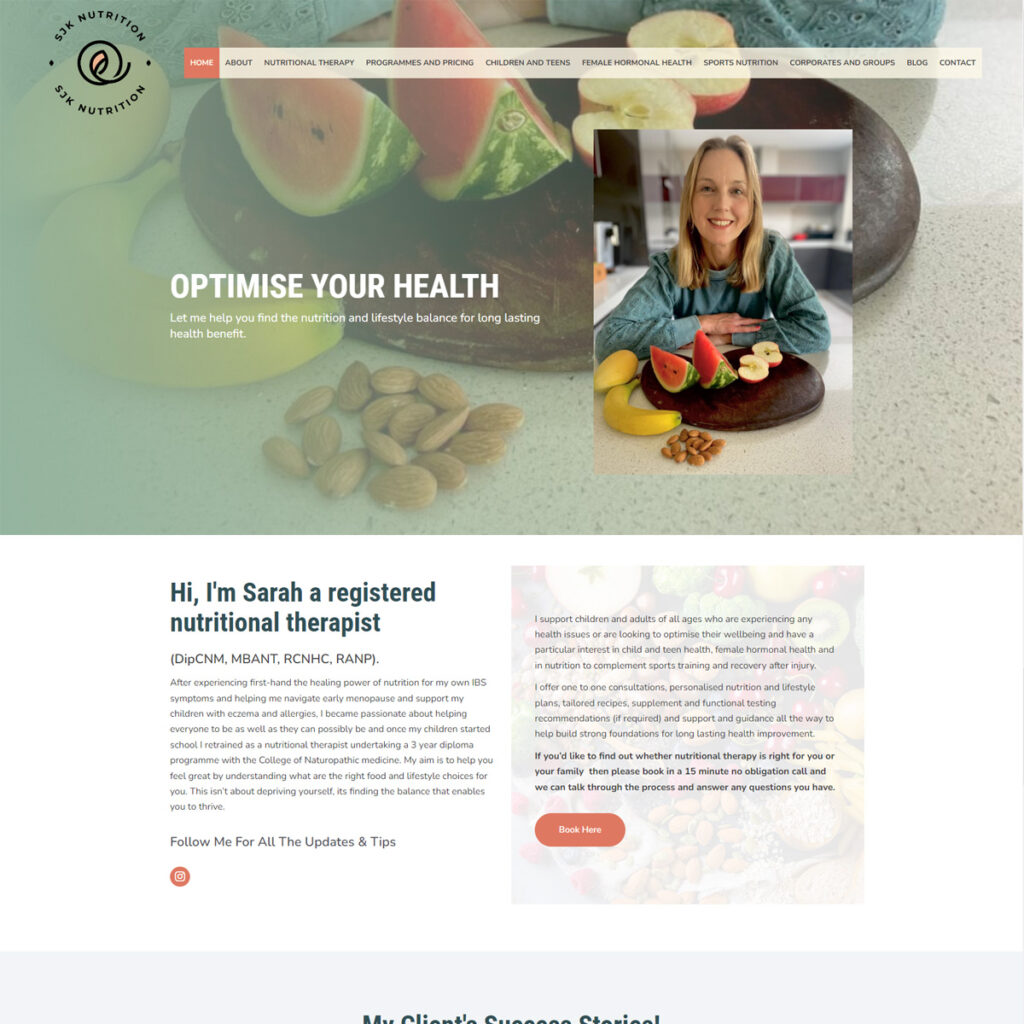 SJK NUTRITION
SJK NUTRITION
HOME ABOUT NUTRITIONAL THERAPY PROGRAMMES AND PRICING CHILDREN AND TEENS FEMALE HORMONAL HEALTH SPORTS NUTRITION CORPORATES AND GROUPS BLOG CONTACT
OPTIMISE YOUR HEALTH
Let me help you find the nutrition and lifestyle balance for long lasting
health benefit.
Hi, I'm Sarah a registered
nutritional therapist
(DipCNM, MBANT, RCNHC, RANP).
After experiencing first-hand the healing power of nutrition for my own IBS
symptoms and helping me navigate early menopause and support my
children with eczema and allergies, I became passionate about helping
everyone to be as well as they can possibly be and once my children started
school I retrained as a nutritional therapist undertaking a 3 year diploma
programme with the College of Naturopathic medicine. My aim is to help you
feel great by understanding what are the right food and lifestyle choices for
you. This isn't about depriving yourself, its finding the balance that enables
you to thrive.
Follow Me For All The Updates & Tips
I support children and adults of all ages who are experiencing any
health issues or are looking to optimise their wellbeing and have a
particular interest in child and teen health, female hormonal health and
in nutrition to complement sports training and recovery after injury.
I offer one to one consultations, personalised nutrition and lifestyle
plans, tailored recipes, supplement and functional testing
recommendations (if required) and support and guidance all the way to
help build strong foundations for long lasting health improvement.
If you'd like to find out whether nutritional therapy is right for you or
your family then please book in a 15 minute no obligation call and
we can talk through the process and answer any questions you have.
Book Here
My Client's Success Stories!